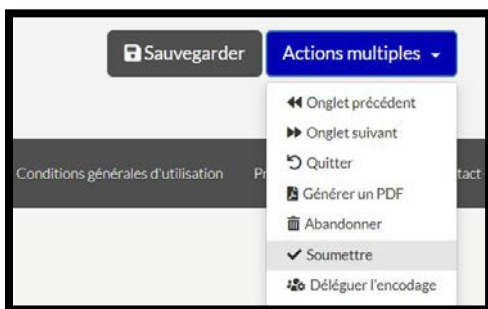 Sauvegarder Actions multiples
Onglet précédent
Onglet suivant
Quitter
Conditions générales d'utilisation
Générer un PDF
Abandonner
Soumettre
Déléguer l'encodage